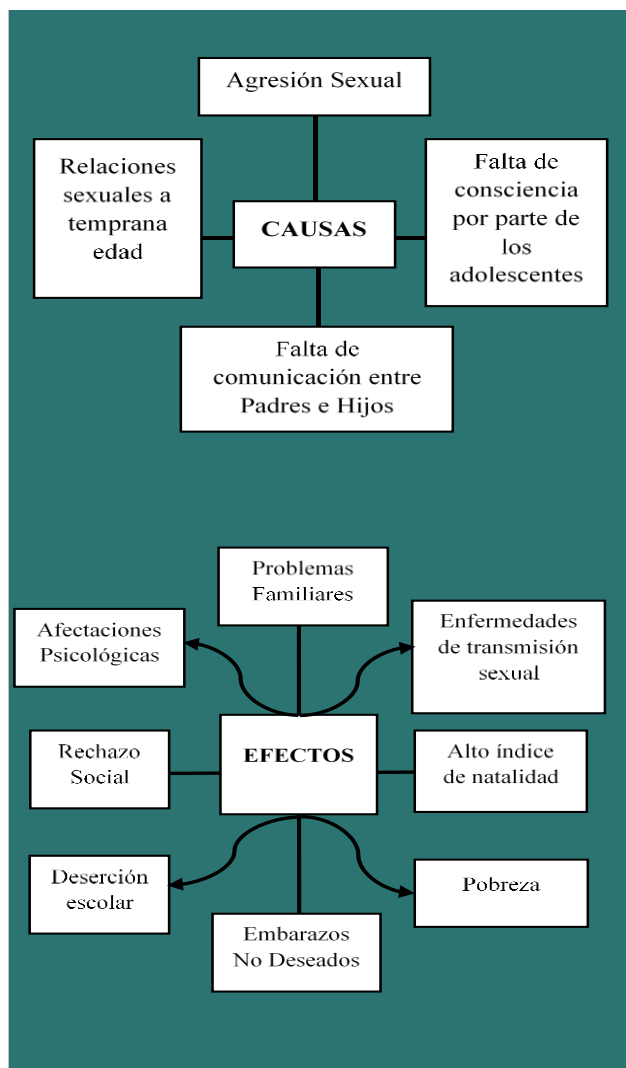 Agresión Sexual
Relaciones
sexuales a
temprana
edad
CAUSAS
Falta de
consciencia
por parte de
los
adolescentes
Falta de
comunicación entre
Padres e Hijos
Problemas
Familiares
Afectaciones
Psicológicas
Enfermedades
de transmisión
sexual
Rechazo
Social
EFECTOS
Alto índice
de natalidad
Deserción
escolar
Pobreza
Embarazos
No Deseados